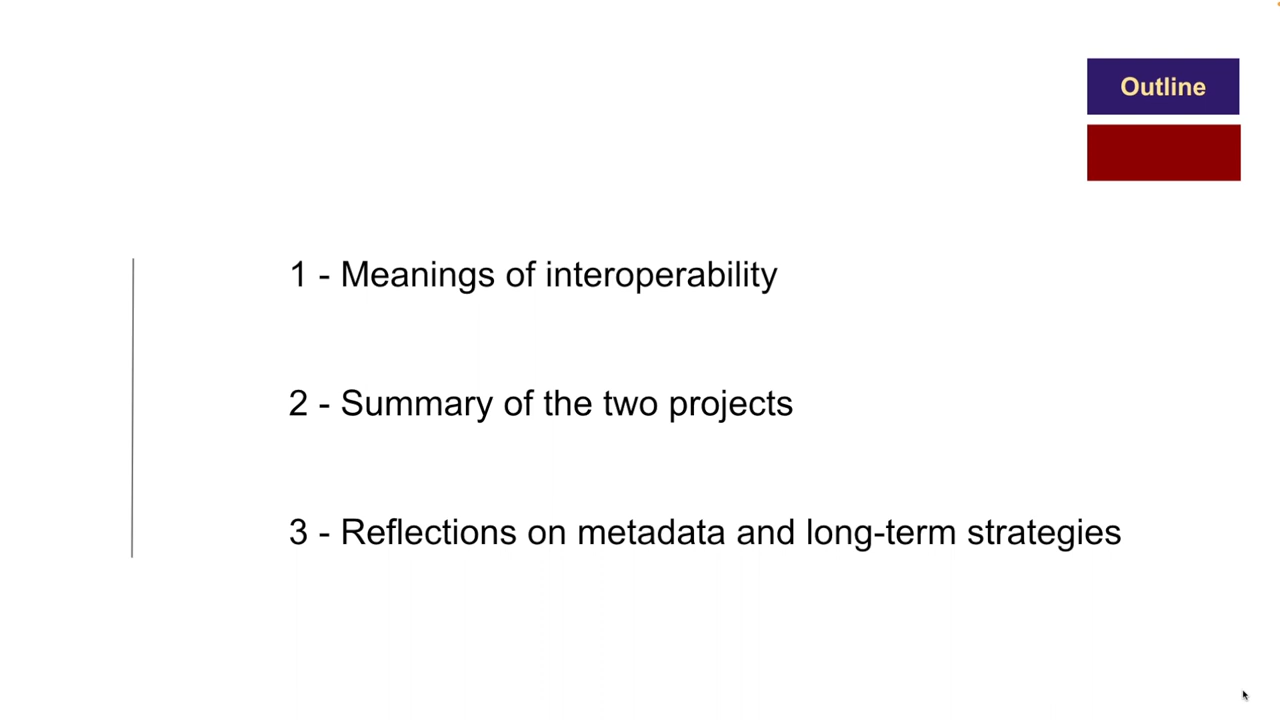 Outline
1 - Meanings of interoperability
2 - Summary of the two projects
3 - Reflections on metadata and long-term strategies